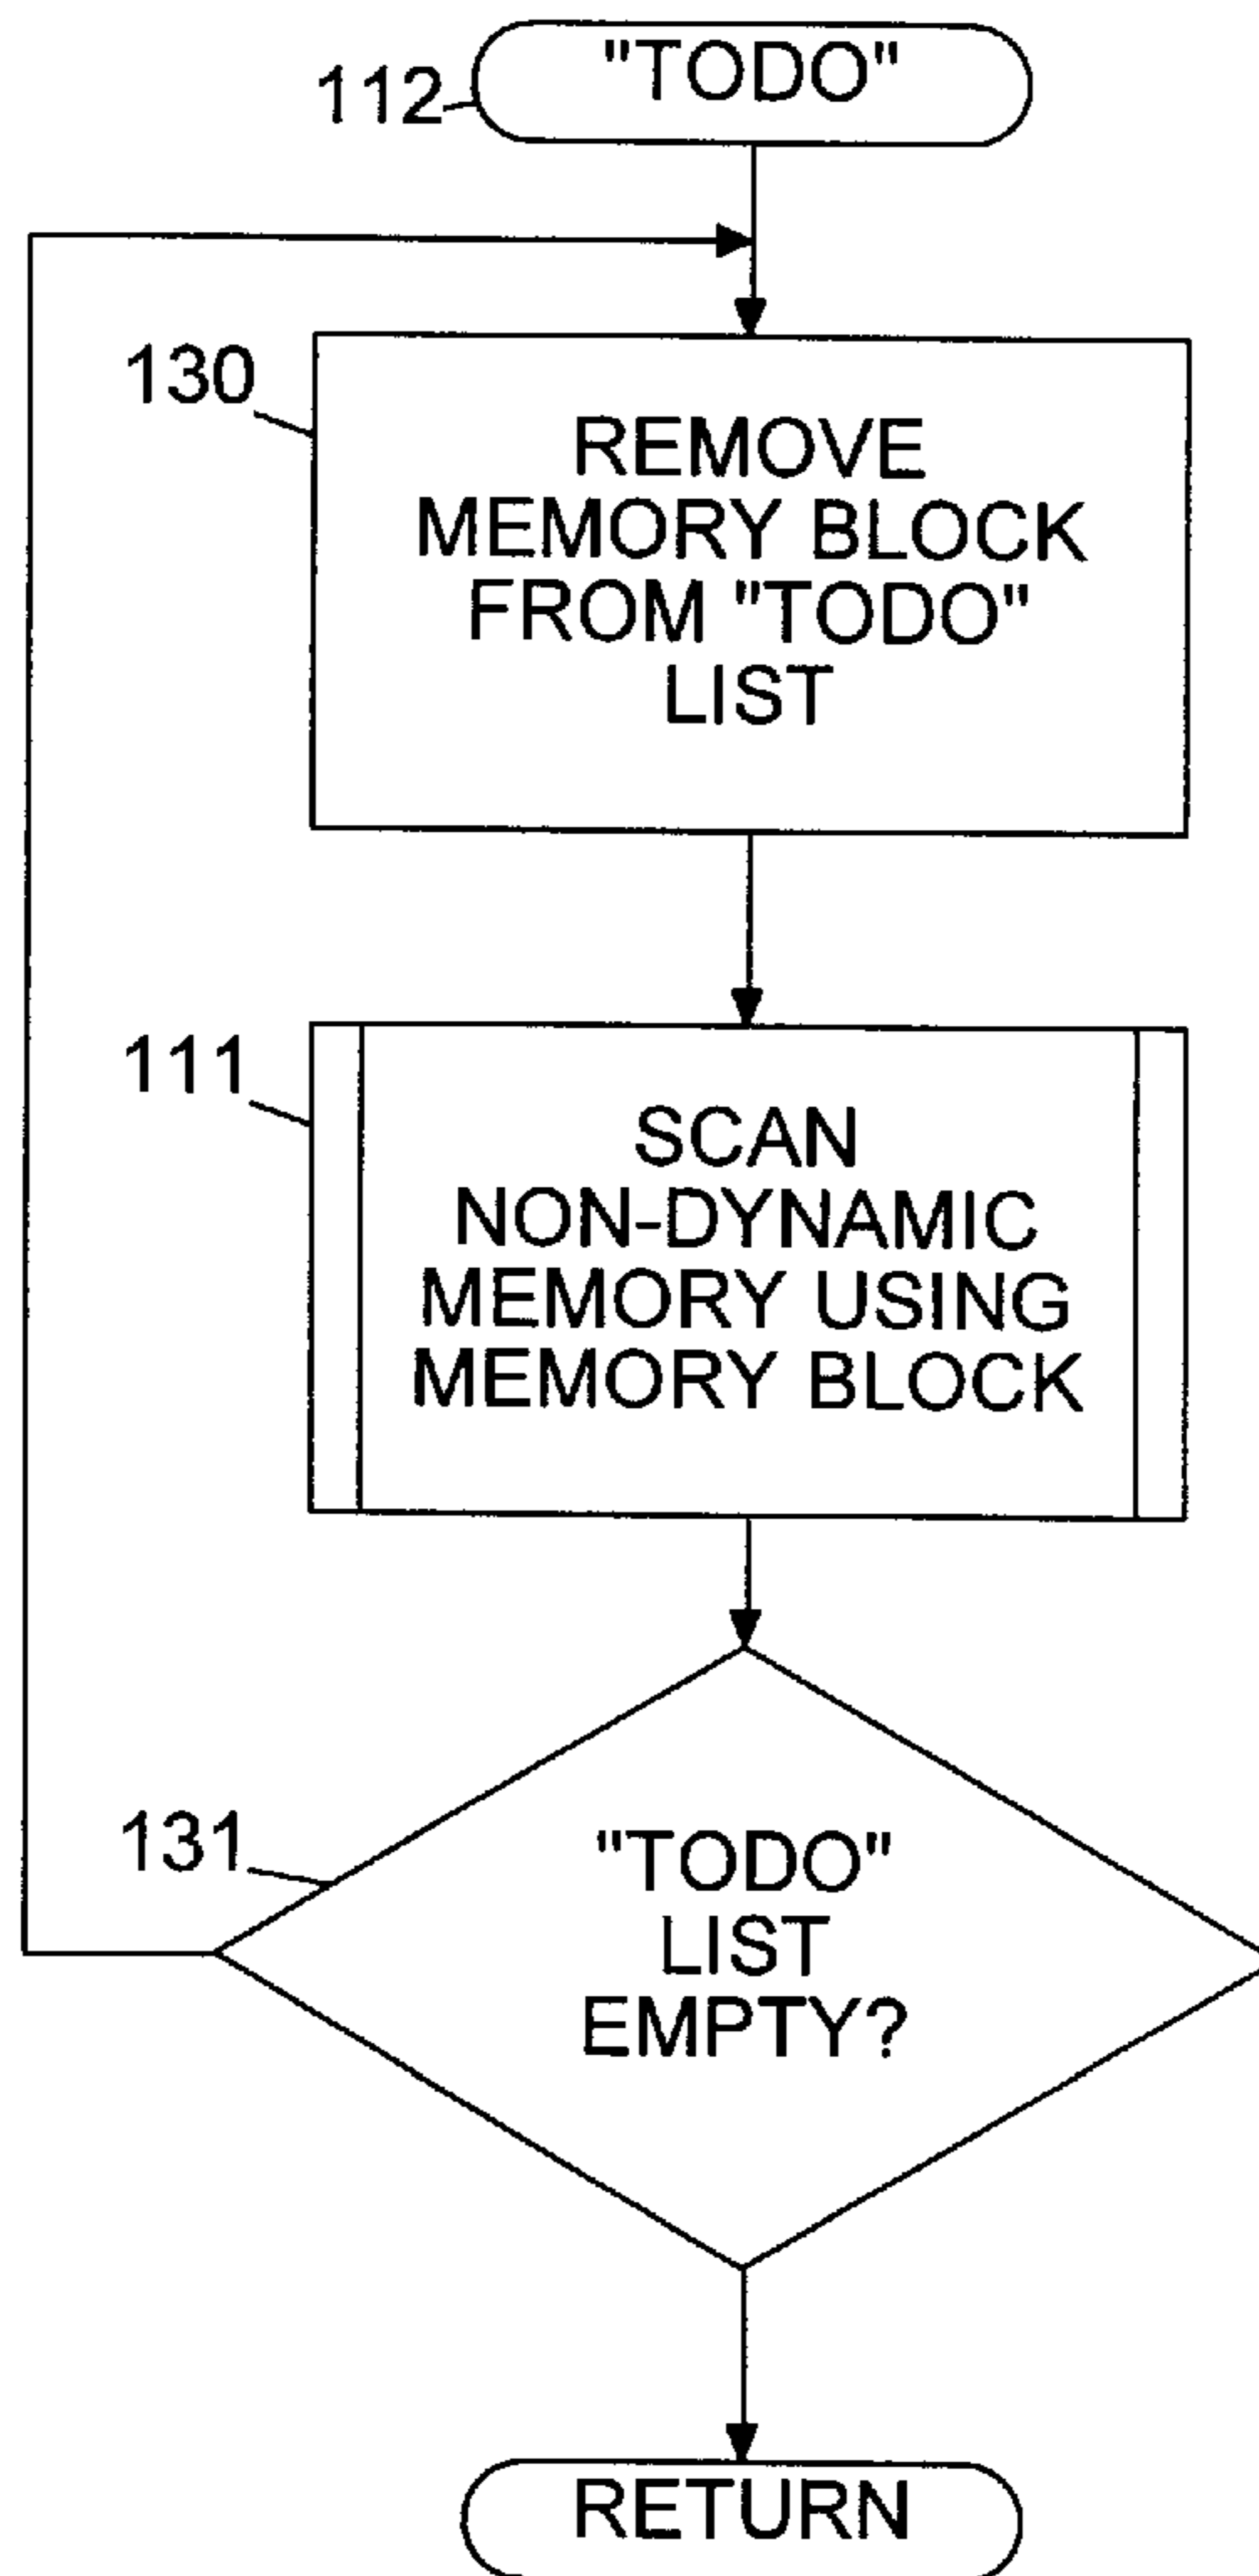 "TODO"
112
130
REMOVE
MEMORY BLOCK
FROM "TODO"
LIST
111
SCAN
NON-DYNAMIC
MEMORY USING
MEMORY BLOCK
131
"TODO"
LIST
EMPTY?
RETURN